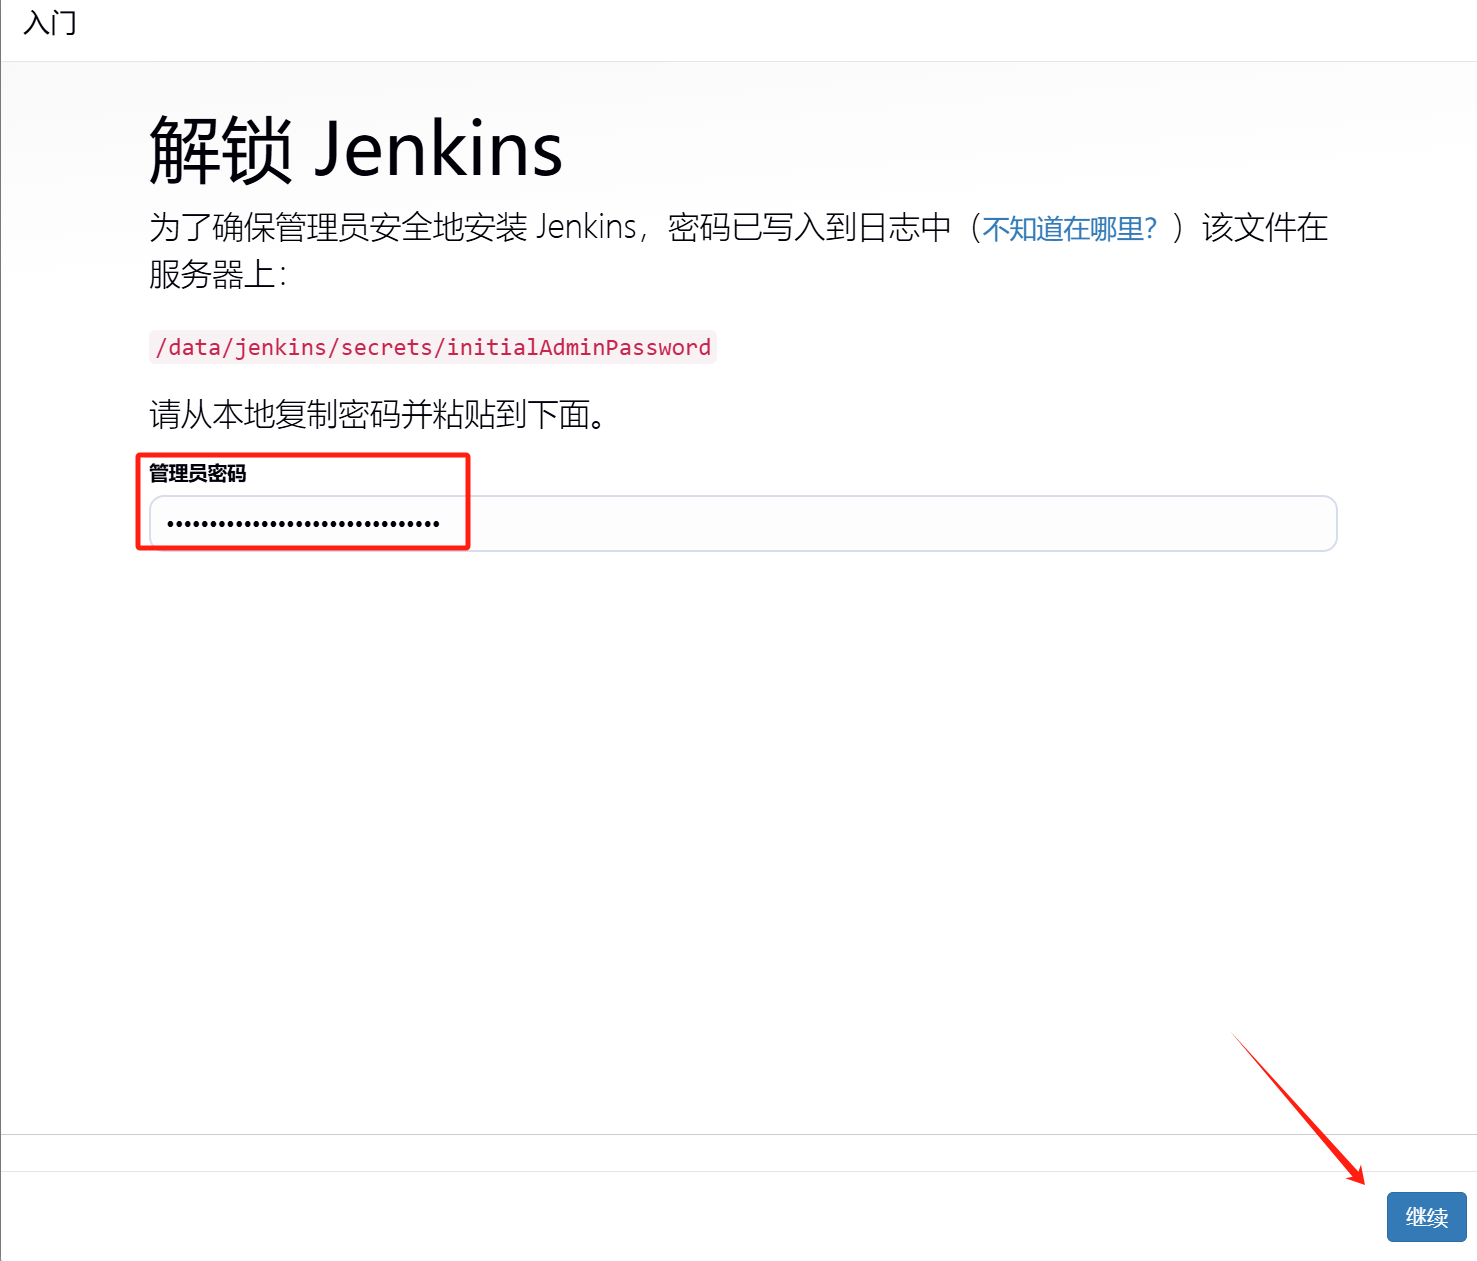 入门
解锁 Jenkins
为了确保管理员安全地安装 Jenkins，密码已写入到日志中（不知道在哪里？）该文件在
服务器上：
/data/jenkins/secrets/initialAdminPassword
请从本地复制密码并粘贴到下面。
管理员密码
继续